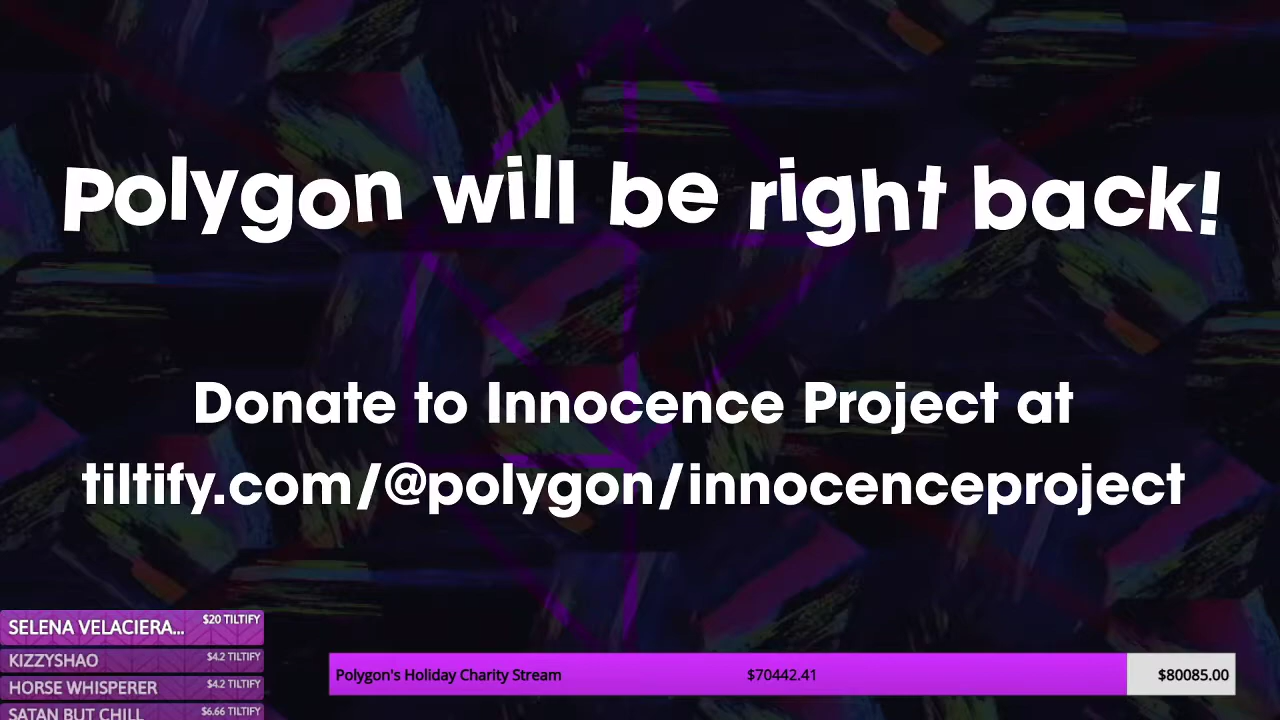 Polygon will be right back!
Donate to Innocence Project at
tiltify.com/@polygon/innocenceproject
SELENA VELACIERA... $20 TILTIFY
KIZZYSHAO $4.2 TILTIFY
HORSE WHISPERER $4.2 TILTIFY
SATAN BUT CHILL $6.66 TILTIFY
Polygon's Holiday Charity Stream $70442.41 $80085.00